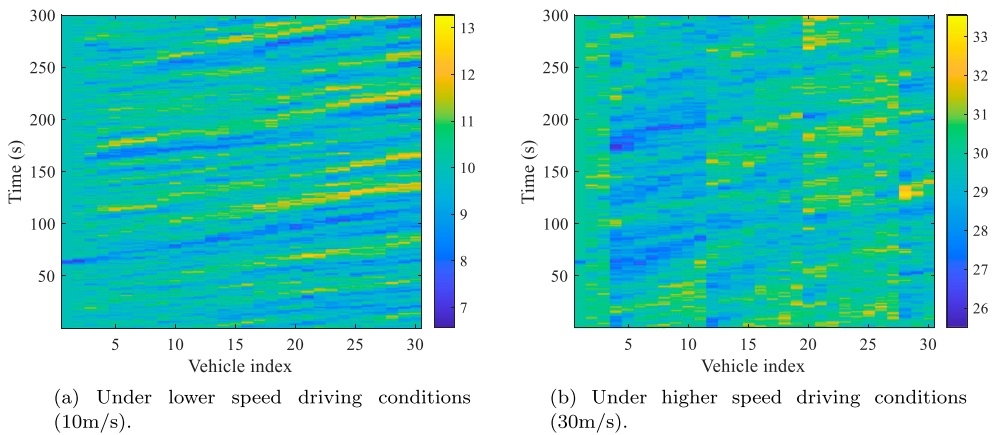 300
250
200
150
100
50
Time (s)
5 10 15 20 25 30
Vehicle index
13
12
11
10
9
8
7
(a) Under lower speed driving conditions
(10m/s).
300
250
200
150
100
50
Time (s)
5 10 15 20 25 30
Vehicle index
33
32
31
30
29
28
27
26
(b) Under higher speed driving conditions
(30m/s).